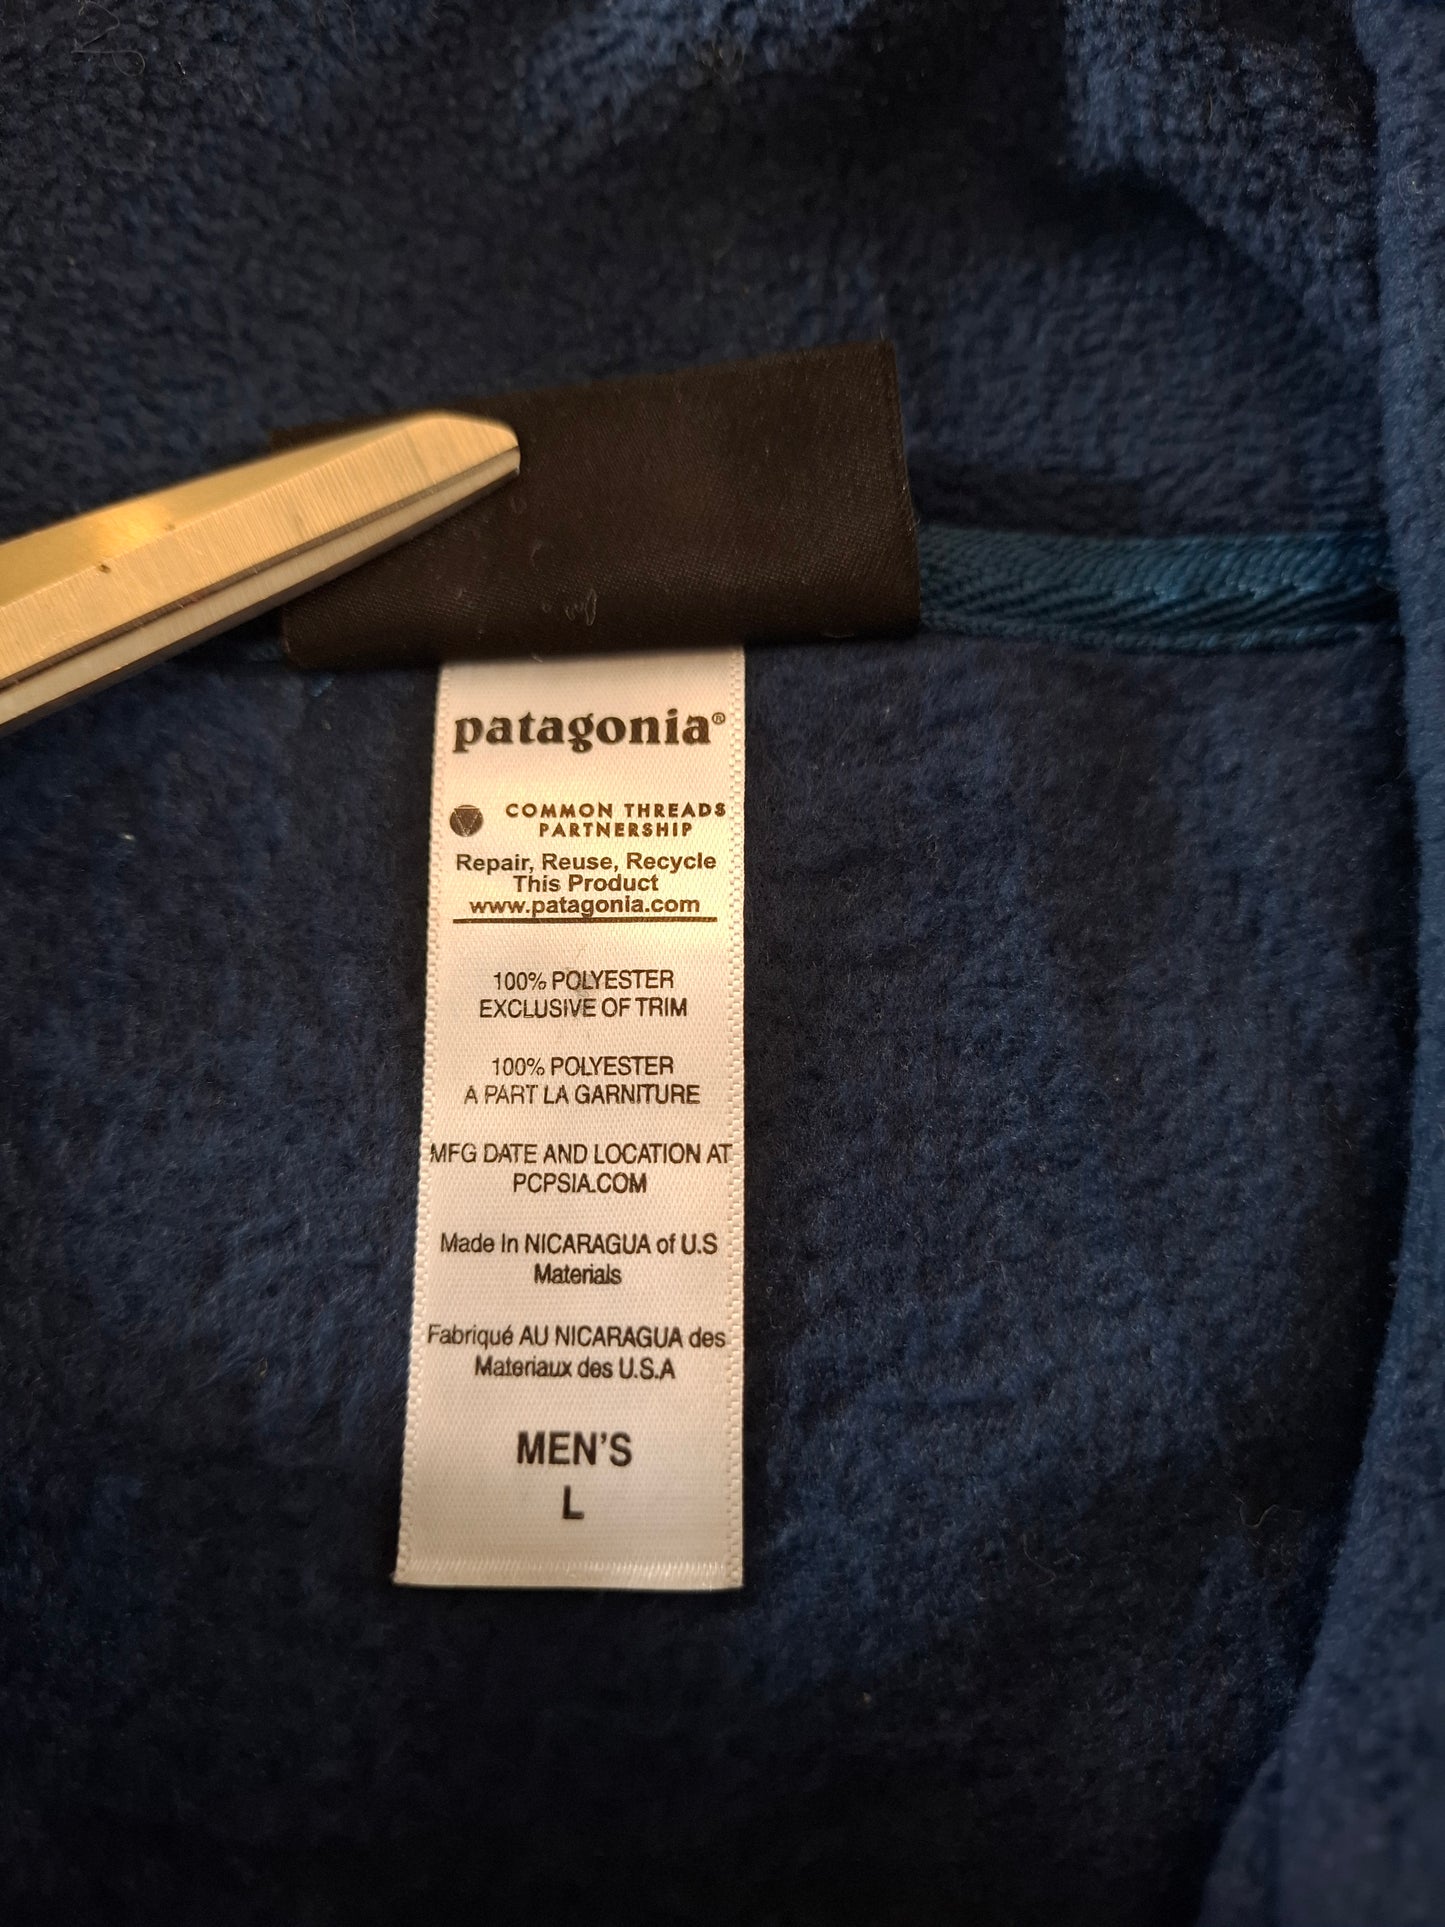 patagonia®
COMMON THREADS
PARTNERSHIP
Repair, Reuse, Recycle
This Product
www.patagonia.com
100% POLYESTER
EXCLUSIVE OF TRIM
100% POLYESTER
À PART LA GARNITURE
MFG DATE AND LOCATION AT
PCPSIA.COM
Made In NICARAGUA of U.S
Materials
Fabriqué AU NICARAGUA des
Materiaux des U.S.A
MEN'S
L